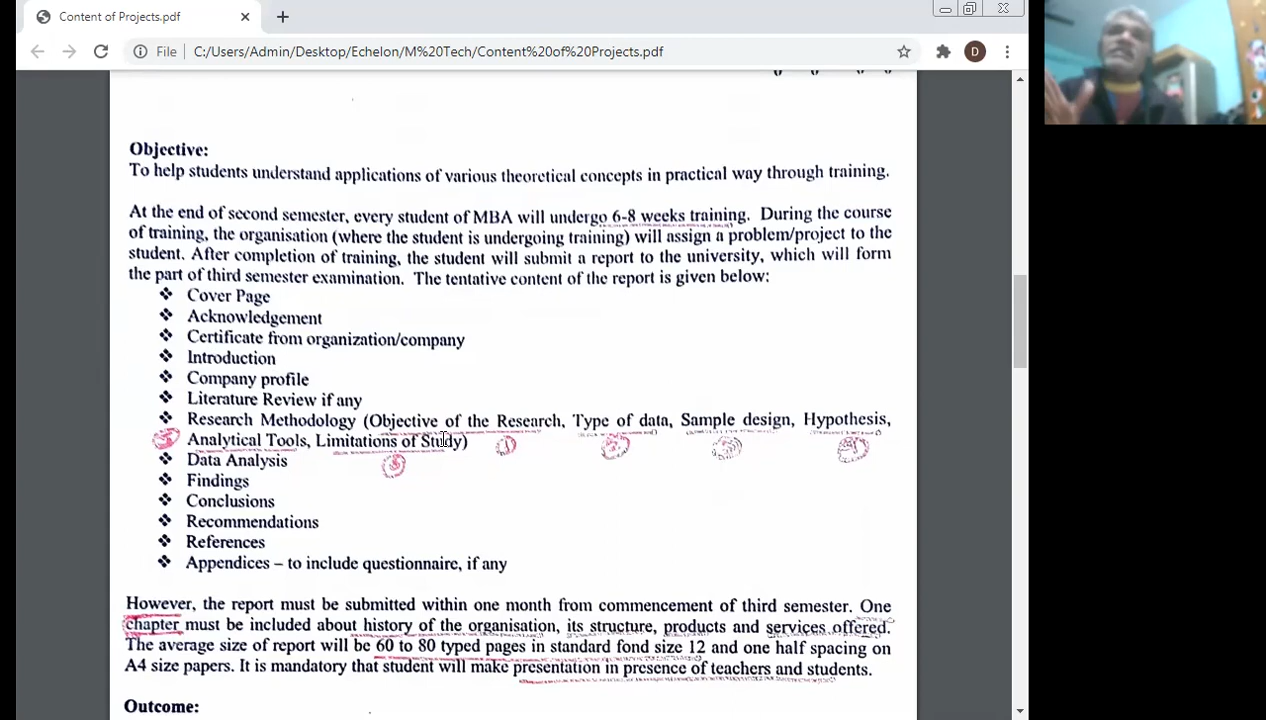 Content of Projects.pdf
File
C:/Users/Admin/Desktop/Echelon/M%20Tech/Content%20of%20Projects.pdf
D
Objective:
To help students understand applications of various theoretical concepts in practical way through training.
At the end of second semester, every student of MBA will undergo 6-8 weeks training. During the course
of training, the organisation (where the student is undergoing training) will assign a problem/project to the
student. After completion of training, the student will submit a report to the university, which will form
the part of third semester examination. The tentative content of the report is given below:
❖ Cover Page
❖ Acknowledgement
❖ Certificate from organization/company
❖ Introduction
❖ Company profile
❖ Literature Review if any
❖ Research Methodology (Objective of the Research, Type of data, Sample design, Hypothesis,
Analytical Tools, Limitations of Study)
❖ Data Analysis
❖ Findings
❖ Conclusions
❖ Recommendations
❖ References
❖ Appendices – to include questionnaire, if any
However, the report must be submitted within one month from commencement of third semester. One
chapter must be included about history of the organisation, its structure, products and services offered.
The average size of report will be 60 to 80 typed pages in standard fond size 12 and one half spacing on
A4 size papers. It is mandatory that student will make presentation in presence of teachers and students.
Outcome: